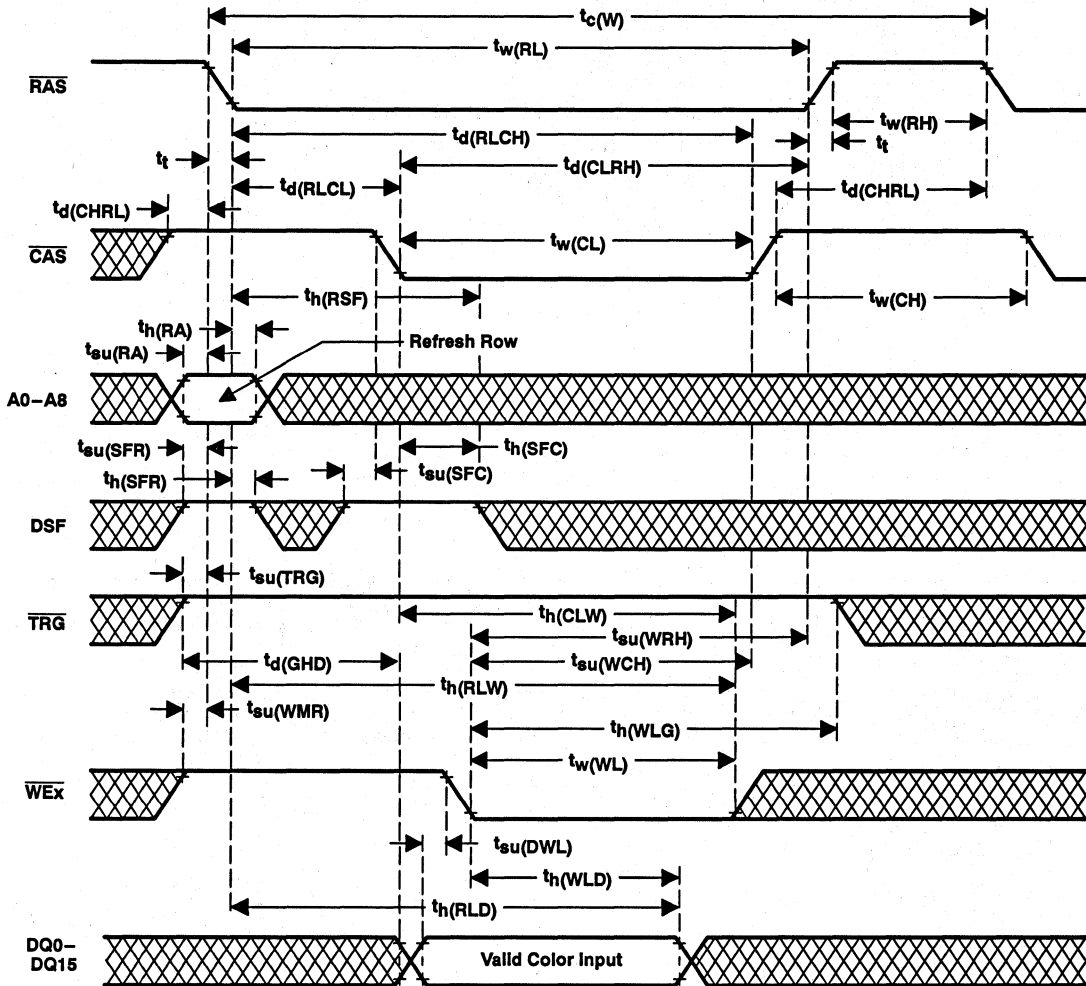 tc(W)
tw(RL)
RAS
tw(RH)
td(RLCH)
tt
tt
td(CLRH)
td(RLCL)
td(CHRL)
td(CHRL)
CAS
tw(CL)
th(RSF)
tw(CH)
th(RA)
Refresh Row
tsu(RA)
A0–A8
tsu(SFR)
th(SFC)
th(SFR)
tsu(SFC)
DSF
tsu(TRG)
TRG
th(CLW)
tsu(WRH)
td(GHD)
tsu(WCH)
th(RLW)
tsu(WMR)
th(WLG)
tw(WL)
WEx
tsu(DWL)
th(WLD)
th(RLD)
DQ0–
DQ15
Valid Color Input